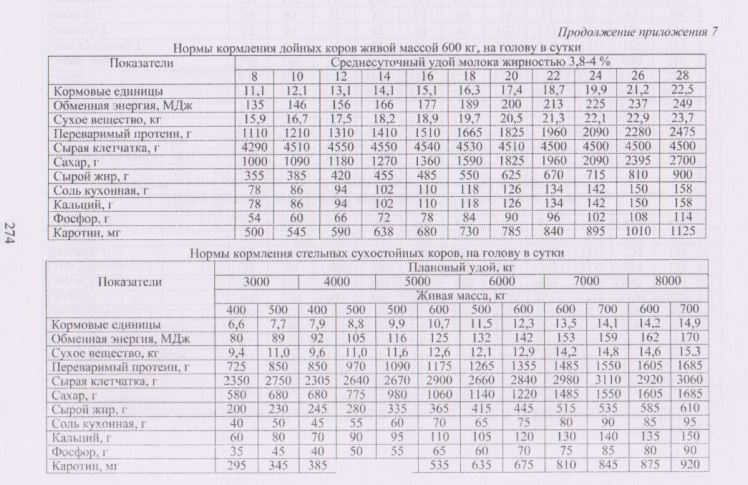 Продолжение приложения 7
Нормы кормления дойных коров живой массой 600 кг, на голову в сутки
Показатели Среднесуточный удой молока жирностью 3,8-4 %
8 10 12 14 16 18 20 22 24 26 28
Кормовые единицы 11,1 12,1 13,1 14,1 15,1 16,3 17,4 18,7 19,9 21,2 22,5
Обменная энергия, МДж 135 146 156 166 177 189 200 213 225 237 249
Сухое вещество, кг 15,9 16,7 17,5 18,2 18,9 19,7 20,5 21,3 22,1 22,9 23,7
Переваримый протеин, г 1110 1210 1310 1410 1510 1665 1825 1960 2090 2280 2475
Сырая клетчатка, г 4290 4510 4550 4550 4540 4530 4510 4500 4500 4500 4500
Сахар, г 1000 1090 1180 1270 1360 1590 1825 1960 2090 2395 2700
Сырой жир, г 355 385 420 455 485 550 625 670 715 810 900
Соль кухонная, г 78 86 94 102 110 118 126 134 142 150 158
Кальций, г 78 86 94 102 110 118 126 134 142 150 158
Фосфор, г 54 60 66 72 78 84 90 96 102 108 114
Каротин, мг 500 545 590 638 680 730 785 840 895 1010 1125
274
Нормы кормления стельных сухостойных коров, на голову в сутки
Показатели Плановый удой, кг
3000 4000 5000 6000 7000 8000
Живая масса, кг
400 500 400 500 500 600 500 600 600 700 600 700
Кормовые единицы 6,6 7,7 7,9 8,8 9,9 10,7 11,5 12,3 13,5 14,1 14,2 14,9
Обменная энергия, МДж 80 89 92 105 116 125 132 142 153 159 162 170
Сухое вещество, кг 9,4 11,0 9,6 11,0 11,6 12,6 12,1 12,9 14,2 14,8 14,6 15,3
Переваримый протеин, г 725 850 850 970 1090 1175 1265 1355 1485 1550 1605 1685
Сырая клетчатка, г 2350 2750 2305 2640 2670 2900 2660 2840 2980 3110 2920 3060
Сахар, г 580 680 680 775 980 1060 1140 1220 1485 1550 1605 1685
Сырой жир, г 200 230 245 280 335 365 415 445 515 535 585 610
Соль кухонная, г 40 50 45 55 60 70 65 75 80 90 85 95
Кальций, г 60 80 70 90 95 110 105 120 130 140 135 150
Фосфор, г 35 45 40 50 55 65 60 70 75 85 80 90
Каротин, мг 295 345 385 535 635 675 810 845 875 920